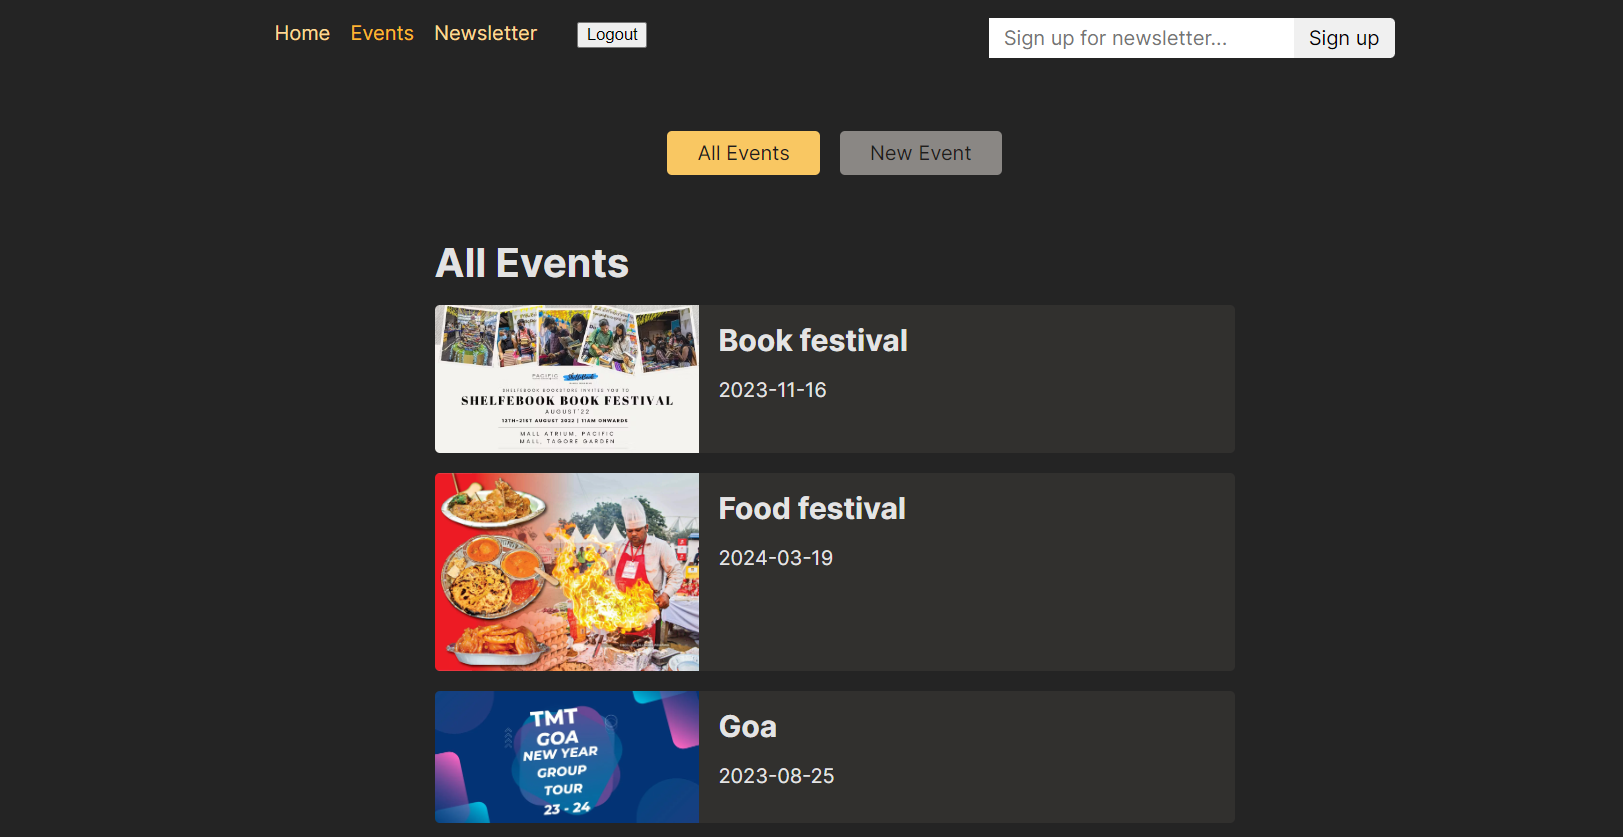 Home Events Newsletter Logout Sign up for newsletter... Sign up
All Events New Event
All Events
Book festival
2023-11-16
PACIFIC
SHELFEBOOK BOOKSTORE INVITES YOU TO
SHELFEBOOK BOOK FESTIVAL
AUGUST'22
12TH-21ST AUGUST 2022 | 11AM ONWARDS
MALL ATRIUM, PACIFIC
MALL, TAGORE GARDEN
Food festival
2024-03-19
Goa
2023-08-25
TMT
GOA
NEW YEAR
GROUP
TOUR
23 - 24